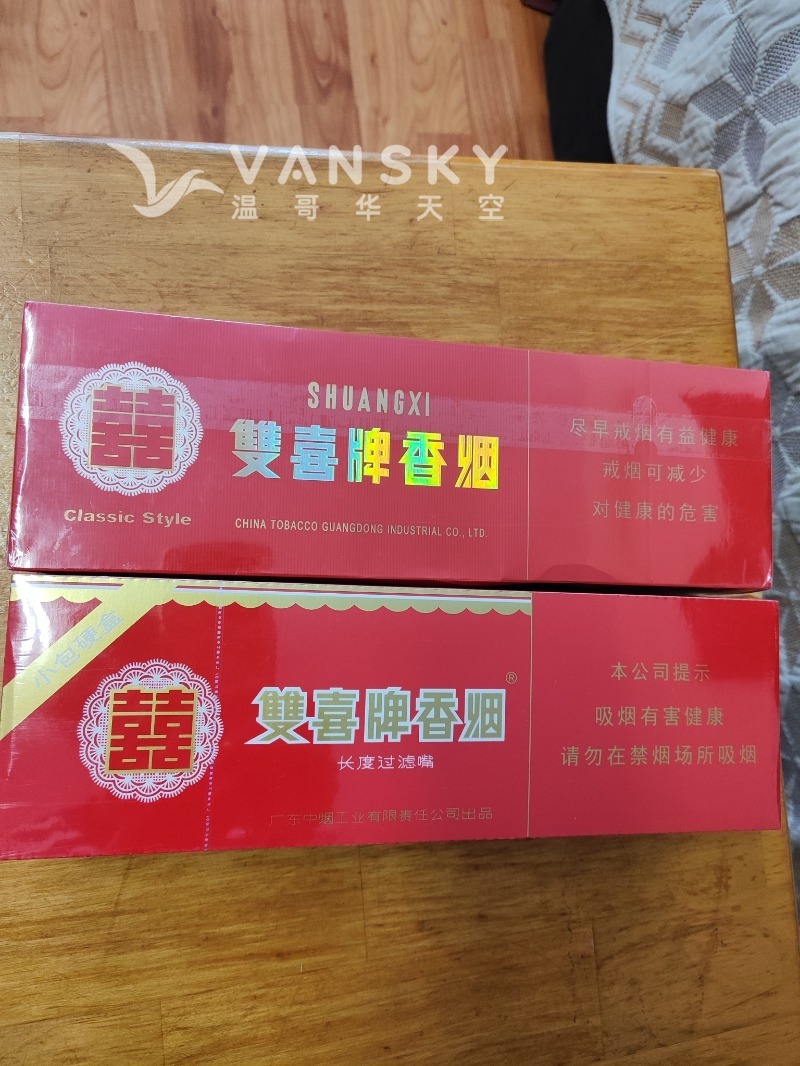 VANSKY
温哥华天空
SHUANGXI
雙喜牌香烟
囍
Classic Style
CHINA TOBACCO GUANGDONG INDUSTRIAL CO., LTD.
尽早戒烟有益健康
戒烟可减少
对健康的危害
小包硬盒
囍
雙喜牌香烟®
长度过滤嘴
广东中烟工业有限责任公司出品
本公司提示
吸烟有害健康
请勿在禁烟场所吸烟